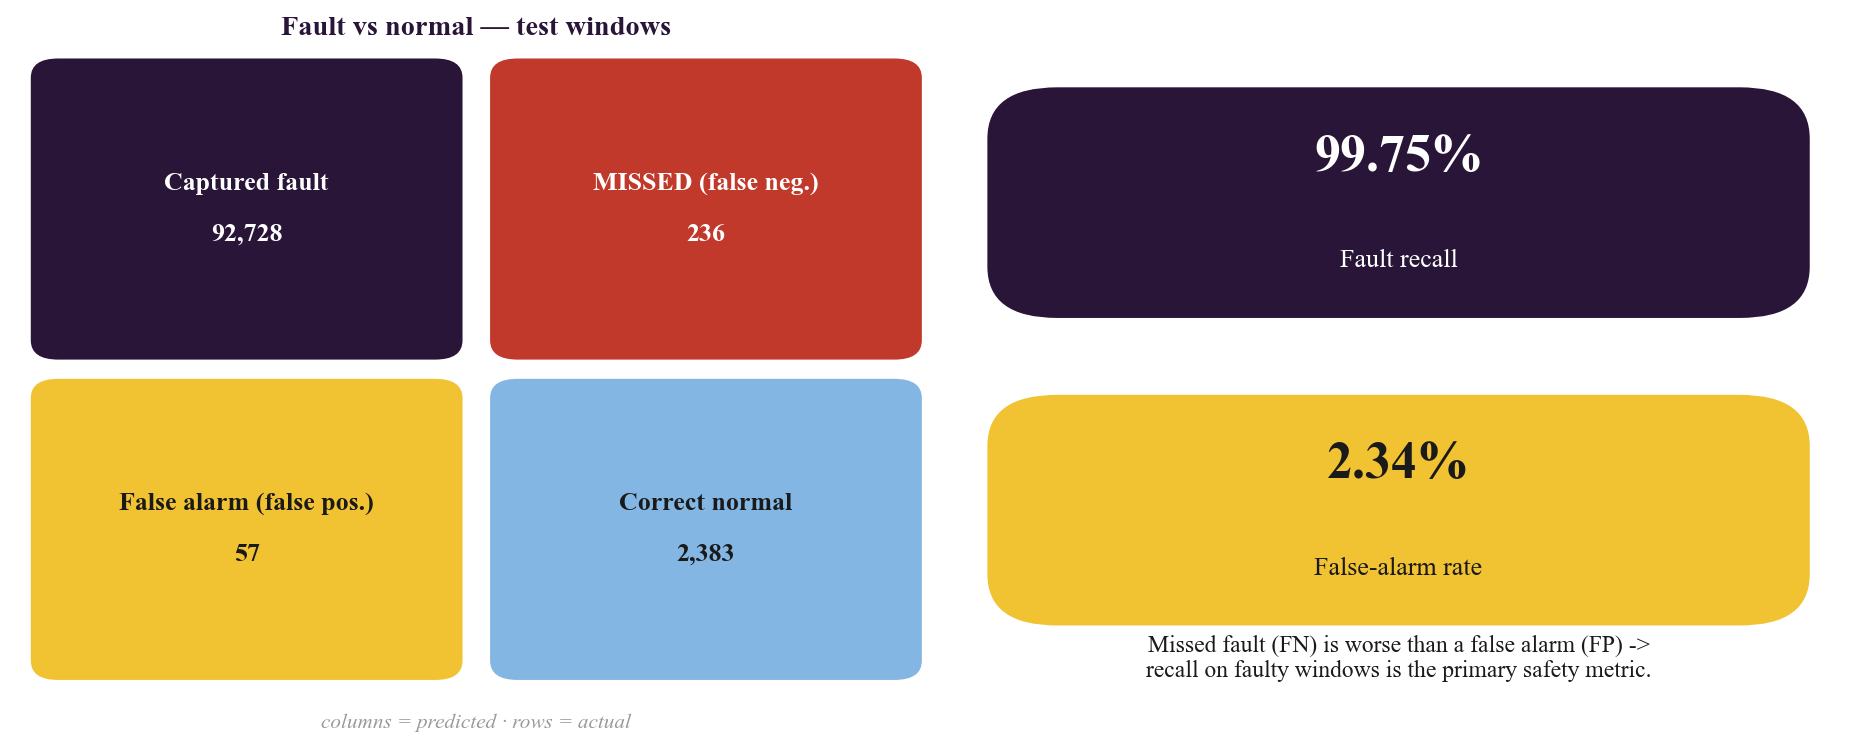 Fault vs normal — test windows
Captured fault
92,728
MISSED (false neg.)
236
False alarm (false pos.)
57
Correct normal
2,383
columns = predicted · rows = actual
99.75%
Fault recall
2.34%
False-alarm rate
Missed fault (FN) is worse than a false alarm (FP) ->
recall on faulty windows is the primary safety metric.